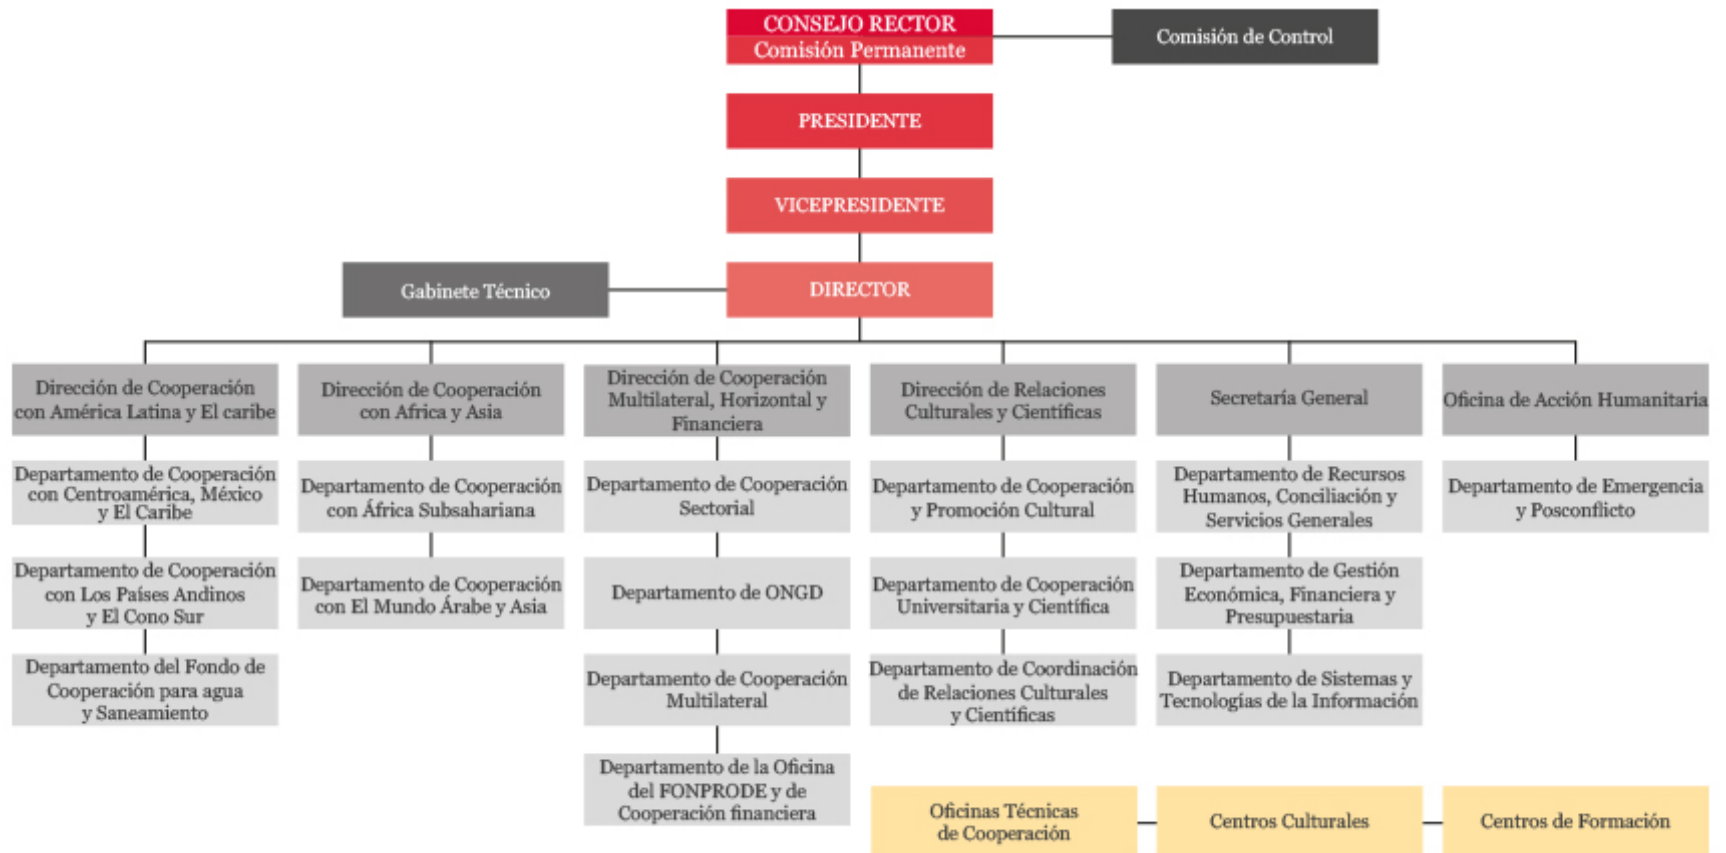 CONSEJO RECTOR
Comisión Permanente
Comisión de Control
PRESIDENTE
VICEPRESIDENTE
Gabinete Técnico
DIRECTOR
Dirección de Cooperación
con América Latina y El caribe
Dirección de Cooperación
con Africa y Asia
Dirección de Cooperación
Multilateral, Horizontal y
Financiera
Dirección de Relaciones
Culturales y Científicas
Secretaría General
Oficina de Acción Humanitaria
Departamento de Cooperación
con Centroamérica, México
y El Caribe
Departamento de Cooperación
con África Subsahariana
Departamento de Cooperación
Sectorial
Departamento de Cooperación
y Promoción Cultural
Departamento de Recursos
Humanos, Conciliación y
Servicios Generales
Departamento de Emergencia
y Posconflicto
Departamento de Cooperación
con Los Países Andinos
y El Cono Sur
Departamento de Cooperación
con El Mundo Árabe y Asia
Departamento de ONGD
Departamento de Cooperación
Universitaria y Científica
Departamento de Gestión
Económica, Financiera y
Presupuestaria
Departamento del Fondo de
Cooperación para agua
y Saneamiento
Departamento de Cooperación
Multilateral
Departamento de Coordinación
de Relaciones Culturales
y Científicas
Departamento de Sistemas y
Tecnologías de la Información
Departamento de la Oficina
del FONPRODE y de
Cooperación financiera
Oficinas Técnicas
de Cooperación
Centros Culturales
Centros de Formación